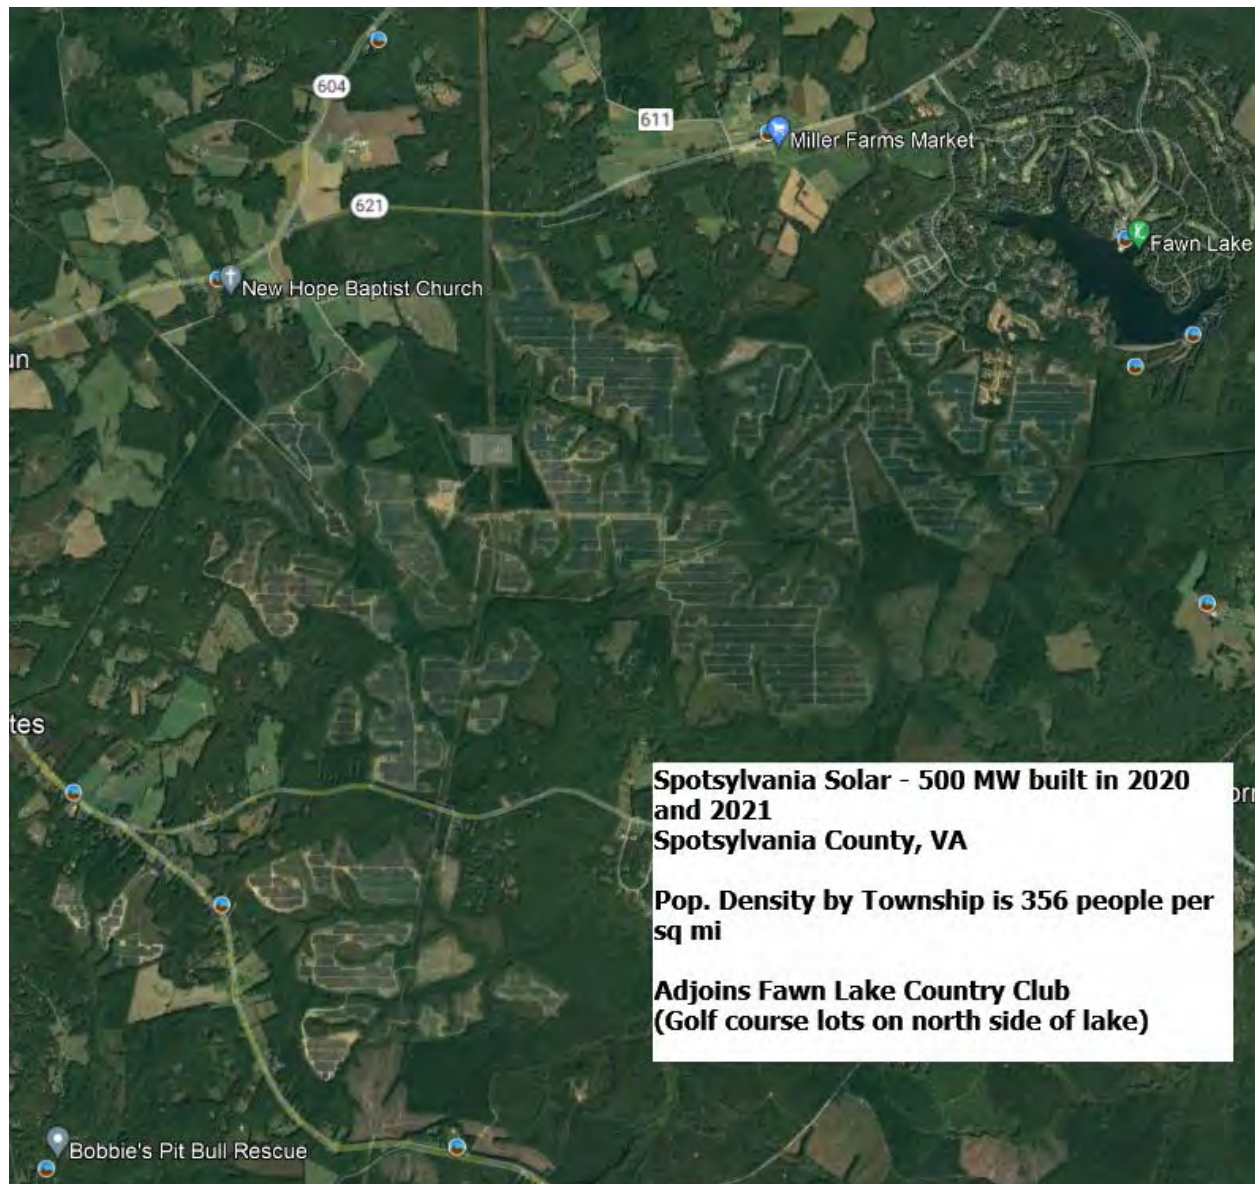 604
611
Miller Farms Market
621
Fawn Lake
New Hope Baptist Church
un
tes
Spotsylvania Solar - 500 MW built in 2020
and 2021
Spotsylvania County, VA
Pop. Density by Township is 356 people per
sq mi
Adjoins Fawn Lake Country Club
(Golf course lots on north side of lake)
orr
Bobbie's Pit Bull Rescue